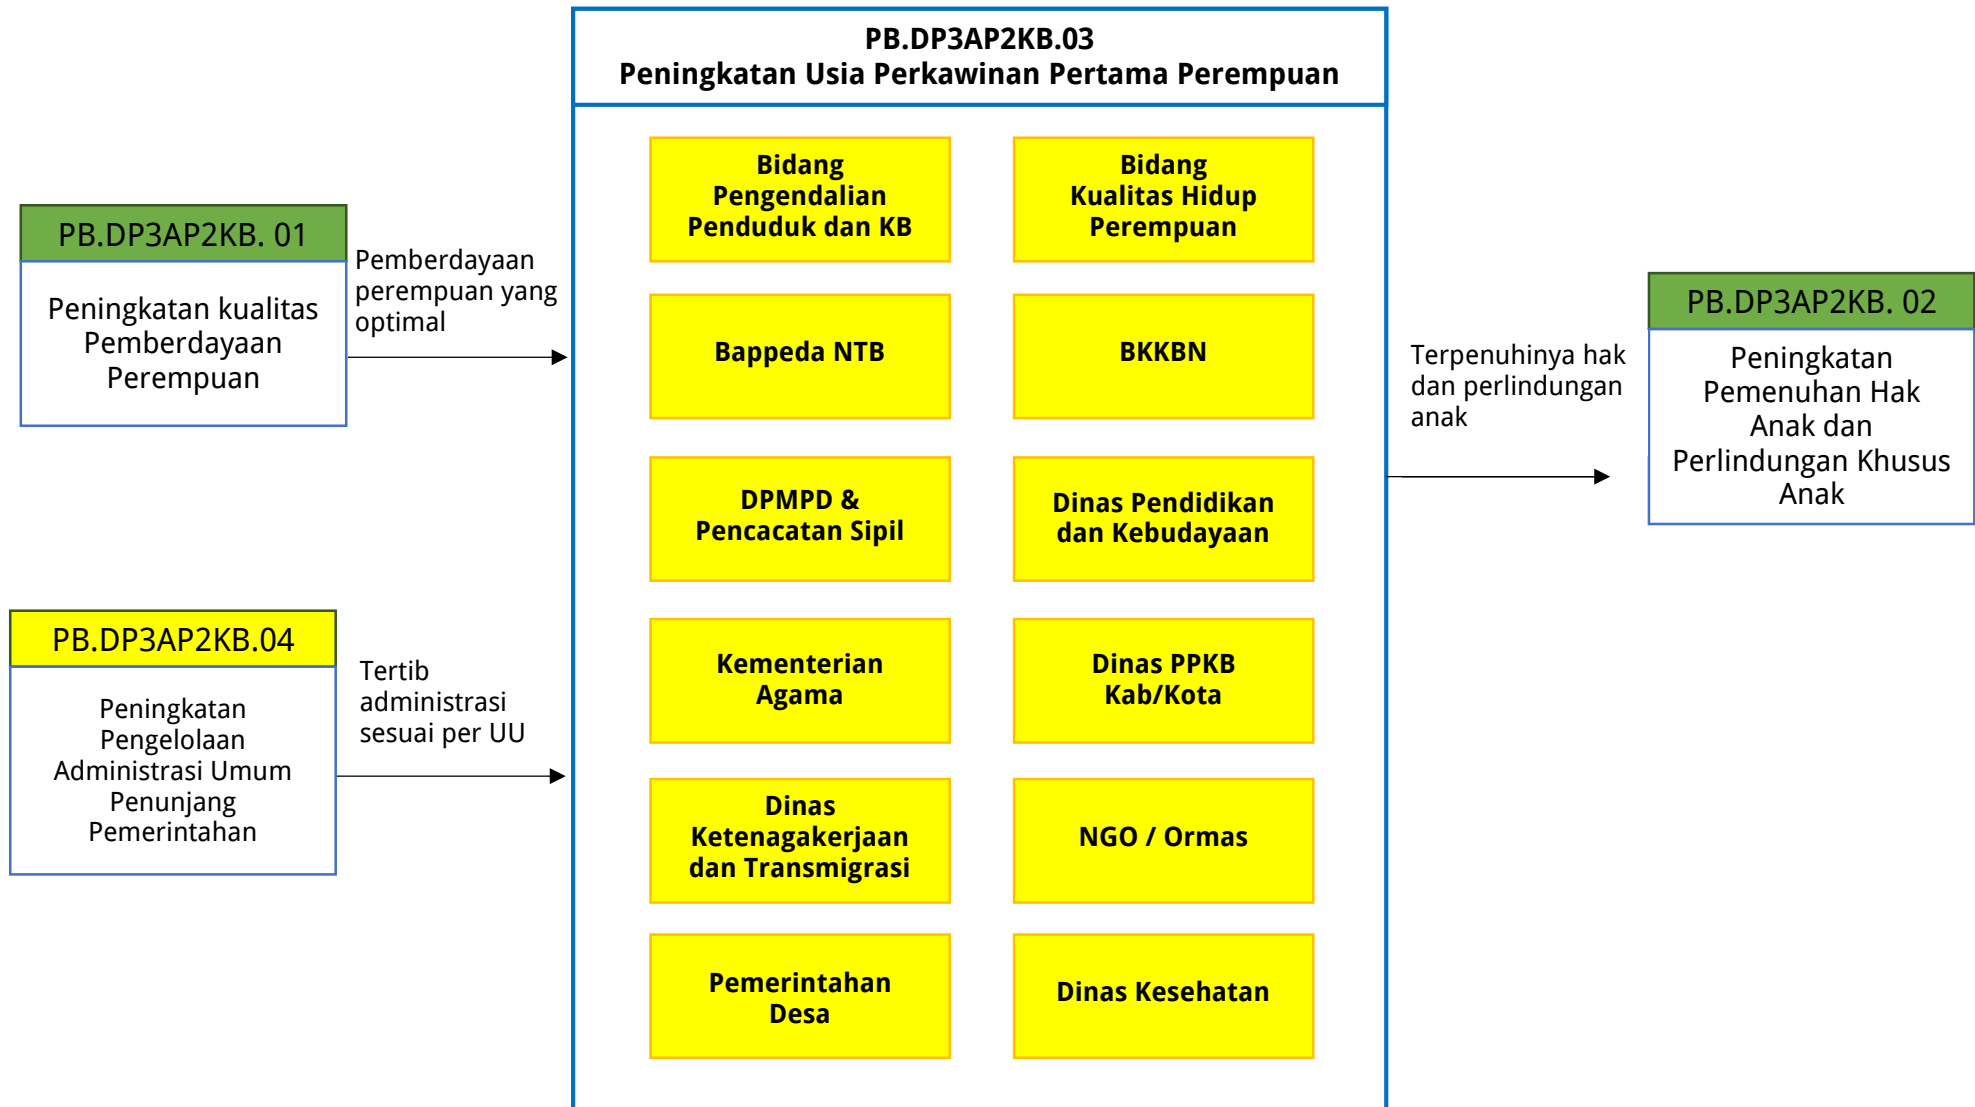 PB.DP3AP2KB.03
Peningkatan Usia Perkawinan Pertama Perempuan
PB.DP3AP2KB. 01
Peningkatan kualitas
Pemberdayaan
Perempuan
Pemberdayaan
perempuan yang
optimal
PB.DP3AP2KB.04
Peningkatan
Pengelolaan
Administrasi Umum
Penunjang
Pemerintahan
Tertib
administrasi
sesuai per UU
Bidang
Pengendalian
Penduduk dan KB
Bidang
Kualitas Hidup
Perempuan
Bappeda NTB
BKKBN
DPMPD &
Pencacatan Sipil
Dinas Pendidikan
dan Kebudayaan
Kementerian
Agama
Dinas PPKB
Kab/Kota
Dinas
Ketenagakerjaan
dan Transmigrasi
NGO / Ormas
Pemerintahan
Desa
Dinas Kesehatan
Terpenuhinya hak
dan perlindungan
anak
PB.DP3AP2KB. 02
Peningkatan
Pemenuhan Hak
Anak dan
Perlindungan Khusus
Anak